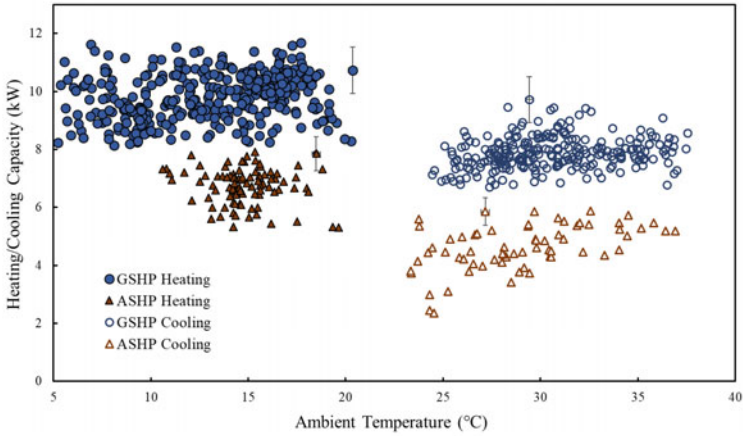 Heating/Cooling Capacity (kW)
12
10
8
6
4
2
0
GSHP Heating
ASHP Heating
GSHP Cooling
ASHP Cooling
5
10
15
20
25
30
35
40
Ambient Temperature (°C)